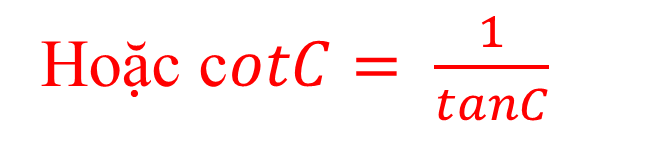 Hoặc cotC = 1/tanC